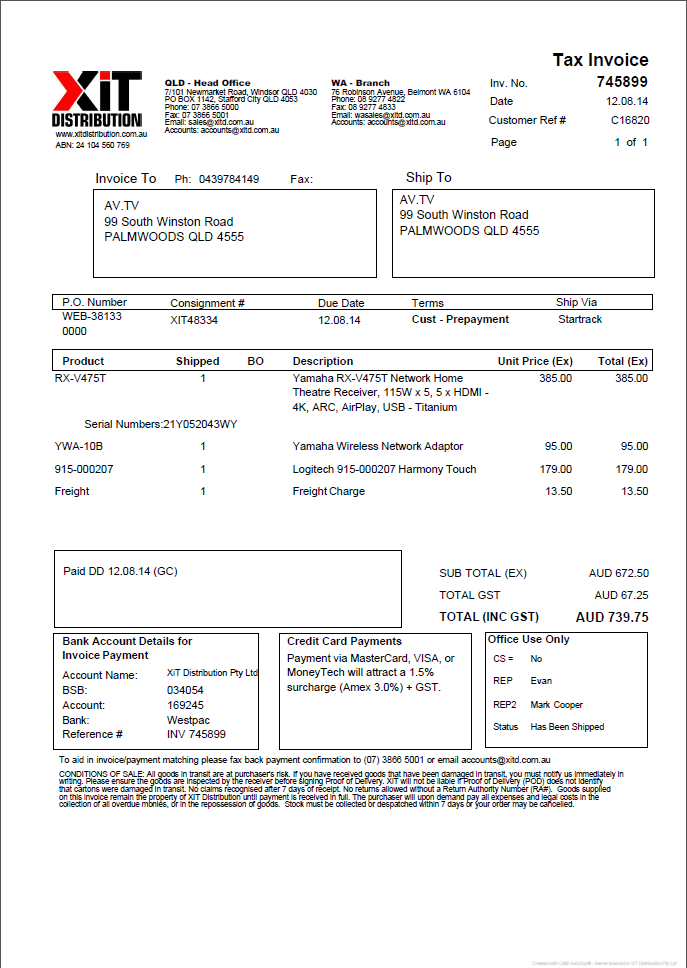 Tax Invoice
XiT
DISTRIBUTION
www.xitdistribution.com.au
ABN: 24 104 560 769
QLD - Head Office
7/101 Newmarket Road, Windsor QLD 4030
PO BOX 1142, Stafford City QLD 4053
Phone: 07 3866 5000
Fax: 07 3866 5001
Email: sales@xitd.com.au
Accounts: accounts@xitd.com.au
WA - Branch
76 Robinson Avenue, Belmont WA 6104
Phone: 08 9277 4822
Fax: 08 9277 4833
Email: wasales@xitd.com.au
Accounts: accounts@xitd.com.au
Inv. No. 745899
Date 12.08.14
Customer Ref # C16820
Page 1 of 1
Invoice To Ph: 0439784149 Fax:
AV.TV
99 South Winston Road
PALMWOODS QLD 4555
Ship To
AV.TV
99 South Winston Road
PALMWOODS QLD 4555
P.O. Number Consignment # Due Date Terms Ship Via
WEB-38133 XIT48334 12.08.14 Cust - Prepayment Startrack
0000
Product Shipped BO Description Unit Price (Ex) Total (Ex)
RX-V475T 1 Yamaha RX-V475T Network Home 385.00 385.00
Theatre Receiver, 115W x 5, 5 x HDMI -
4K, ARC, AirPlay, USB - Titanium
Serial Numbers:21Y052043WY
YWA-10B 1 Yamaha Wireless Network Adaptor 95.00 95.00
915-000207 1 Logitech 915-000207 Harmony Touch 179.00 179.00
Freight 1 Freight Charge 13.50 13.50
Paid DD 12.08.14 (GC)
SUB TOTAL (EX) AUD 672.50
TOTAL GST AUD 67.25
TOTAL (INC GST) AUD 739.75
Bank Account Details for
Invoice Payment
Account Name: XiT Distribution Pty Ltd
BSB: 034054
Account: 169245
Bank: Westpac
Reference # INV 745899
Credit Card Payments
Payment via MasterCard, VISA, or
MoneyTech will attract a 1.5%
surcharge (Amex 3.0%) + GST.
Office Use Only
CS = No
REP Evan
REP2 Mark Cooper
Status Has Been Shipped
To aid in invoice/payment matching please fax back payment confirmation to (07) 3866 5001 or email accounts@xitd.com.au
CONDITIONS OF SALE: All goods in transit are at purchaser's risk. If you have received goods that have been damaged in transit, you must notify us immediately in
writing. Please ensure the goods are inspected by the receiver before signing Proof of Delivery. XIT will not be liable if Proof of Delivery (POD) does not identify
that cartons were damaged in transit. No claims recognised after 7 days of receipt. No returns allowed without a Return Authority Number (RA#). Goods supplied
on this invoice remain the property of XIT Distribution until payment is received in full. The purchaser will upon demand pay all expenses and legal costs in the
collection of all overdue monies, or in the repossession of goods. Stock must be collected or despatched within 7 days or your order may be cancelled.